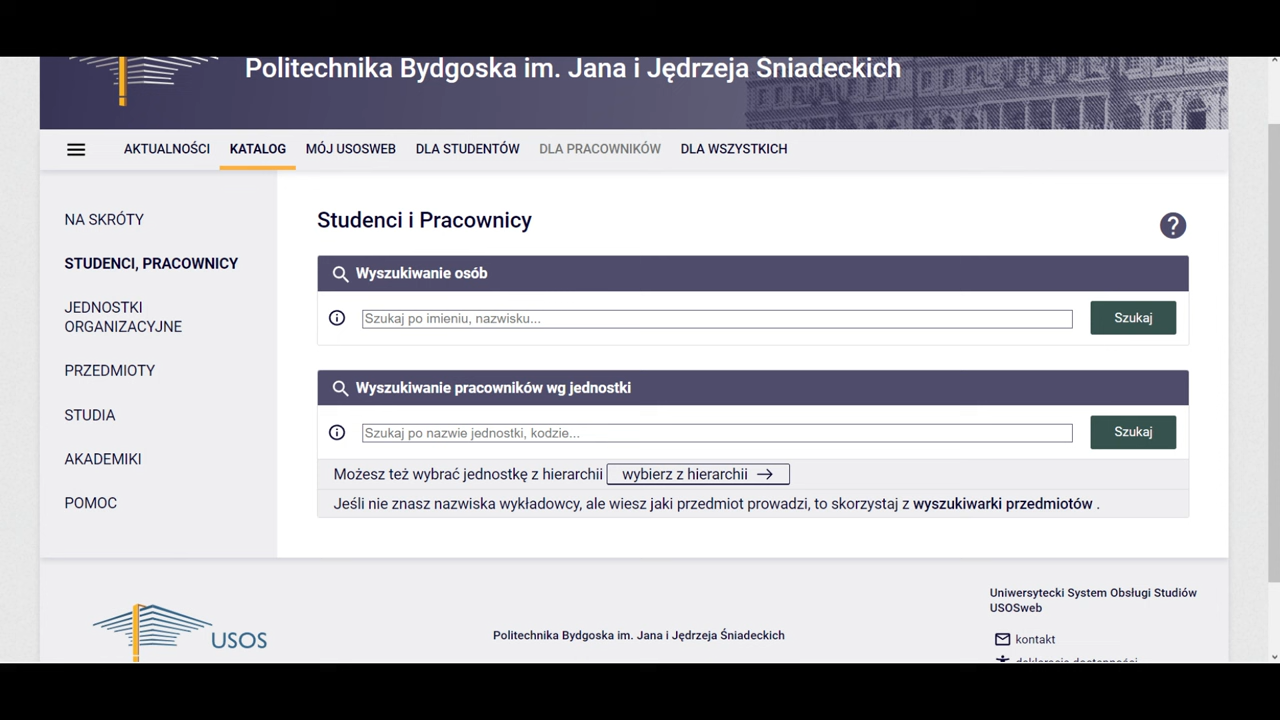 Politechnika Bydgoska im. Jana i Jędrzeja Śniadeckich
AKTUALNOŚCI KATALOG MÓJ USOSWEB DLA STUDENTÓW DLA PRACOWNIKÓW DLA WSZYSTKICH
NA SKRÓTY
STUDENCI, PRACOWNICY
JEDNOSTKI
ORGANIZACYJNE
PRZEDMIOTY
STUDIA
AKADEMIKI
POMOC
Studenci i Pracownicy
?
Wyszukiwanie osób
Szukaj po imieniu, nazwisku... Szukaj
Wyszukiwanie pracowników wg jednostki
Szukaj po nazwie jednostki, kodzie... Szukaj
Możesz też wybrać jednostkę z hierarchii wybierz z hierarchii →
Jeśli nie znasz nazwiska wykładowcy, ale wiesz jaki przedmiot prowadzi, to skorzystaj z wyszukiwarki przedmiotów .
USOS
Politechnika Bydgoska im. Jana i Jędrzeja Śniadeckich
Uniwersytecki System Obsługi Studiów
USOSweb
kontakt
deklaracja dostępności